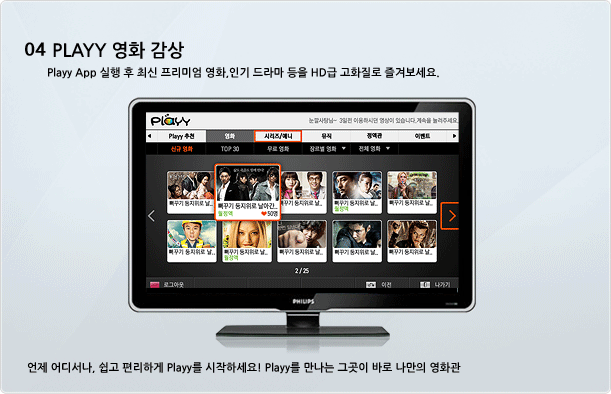 04 PLAYY 영화 감상
Playy App 실행 후 최신 프리미엄 영화,인기 드라마 등을 HD급 고화질로 즐겨보세요.
Playy
눈깔사탕님~ 3일전 이용하시던 영상이 있습니다.계속을 눌러주세요.
◀ Playy 추천 영화 시리즈/애니 뮤직 정액관 이벤트 ▶
신규 영화 TOP 30 무료 영화 장르별 영화 ▼ 전체 영화 ▼
뻐꾸기 둥지위로 날.. 뻐꾸기 둥지위로 날아간.. 뻐꾸기 둥지위로 날.. 뻐꾸기 둥지위로 날.. 뻐꾸기 둥지위로 날..
월정액 월정액 ♥50명
뻐꾸기 둥지위로 날.. 뻐꾸기 둥지위로 날.. 뻐꾸기 둥지위로 날.. 뻐꾸기 둥지위로 날.. 뻐꾸기 둥지위로 날..
월정액 월정액
2 / 25
로그아웃 이전 나가기
PHILIPS
언제 어디서나, 쉽고 편리하게 Playy를 시작하세요! Playy를 만나는 그곳이 바로 나만의 영화관